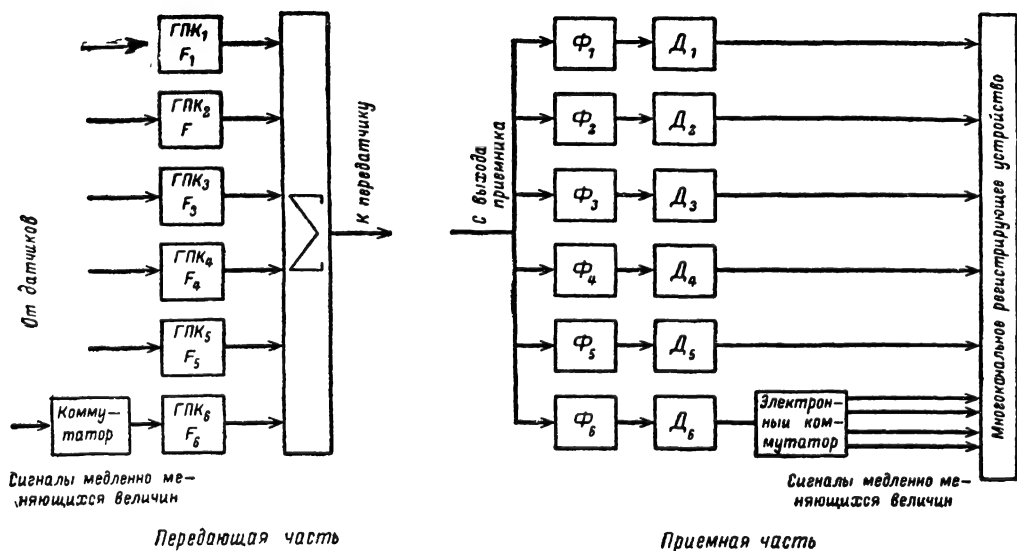 От датчиков
ГПК₁
F₁
ГПК₂
F
ГПК₃
F₃
ГПК₄
F₄
ГПК₅
F₅
Комму-
татор
ГПК₆
F₆
Сигналы медленно ме-
няющихся величин
Σ
К передатчику
Передающая часть
С выхода
приемника
Ф₁
Д₁
Ф₂
Д₂
Ф₃
Д₃
Ф₄
Д₄
Ф₅
Д₅
Ф₆
Д₆
Электрон-
ный ком-
мутатор
Сигналы медленно ме-
няющихся величин
Многоканальное регистрирующее устройство
Приемная часть